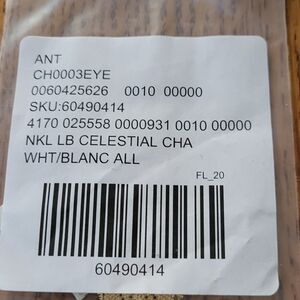 ANT
CH0003EYE
0060425626 0010 00000
SKU:60490414
4170 025558 0000931 0010 00000
NKL LB CELESTIAL CHA
WHT/BLANC ALL
FL_20
60490414